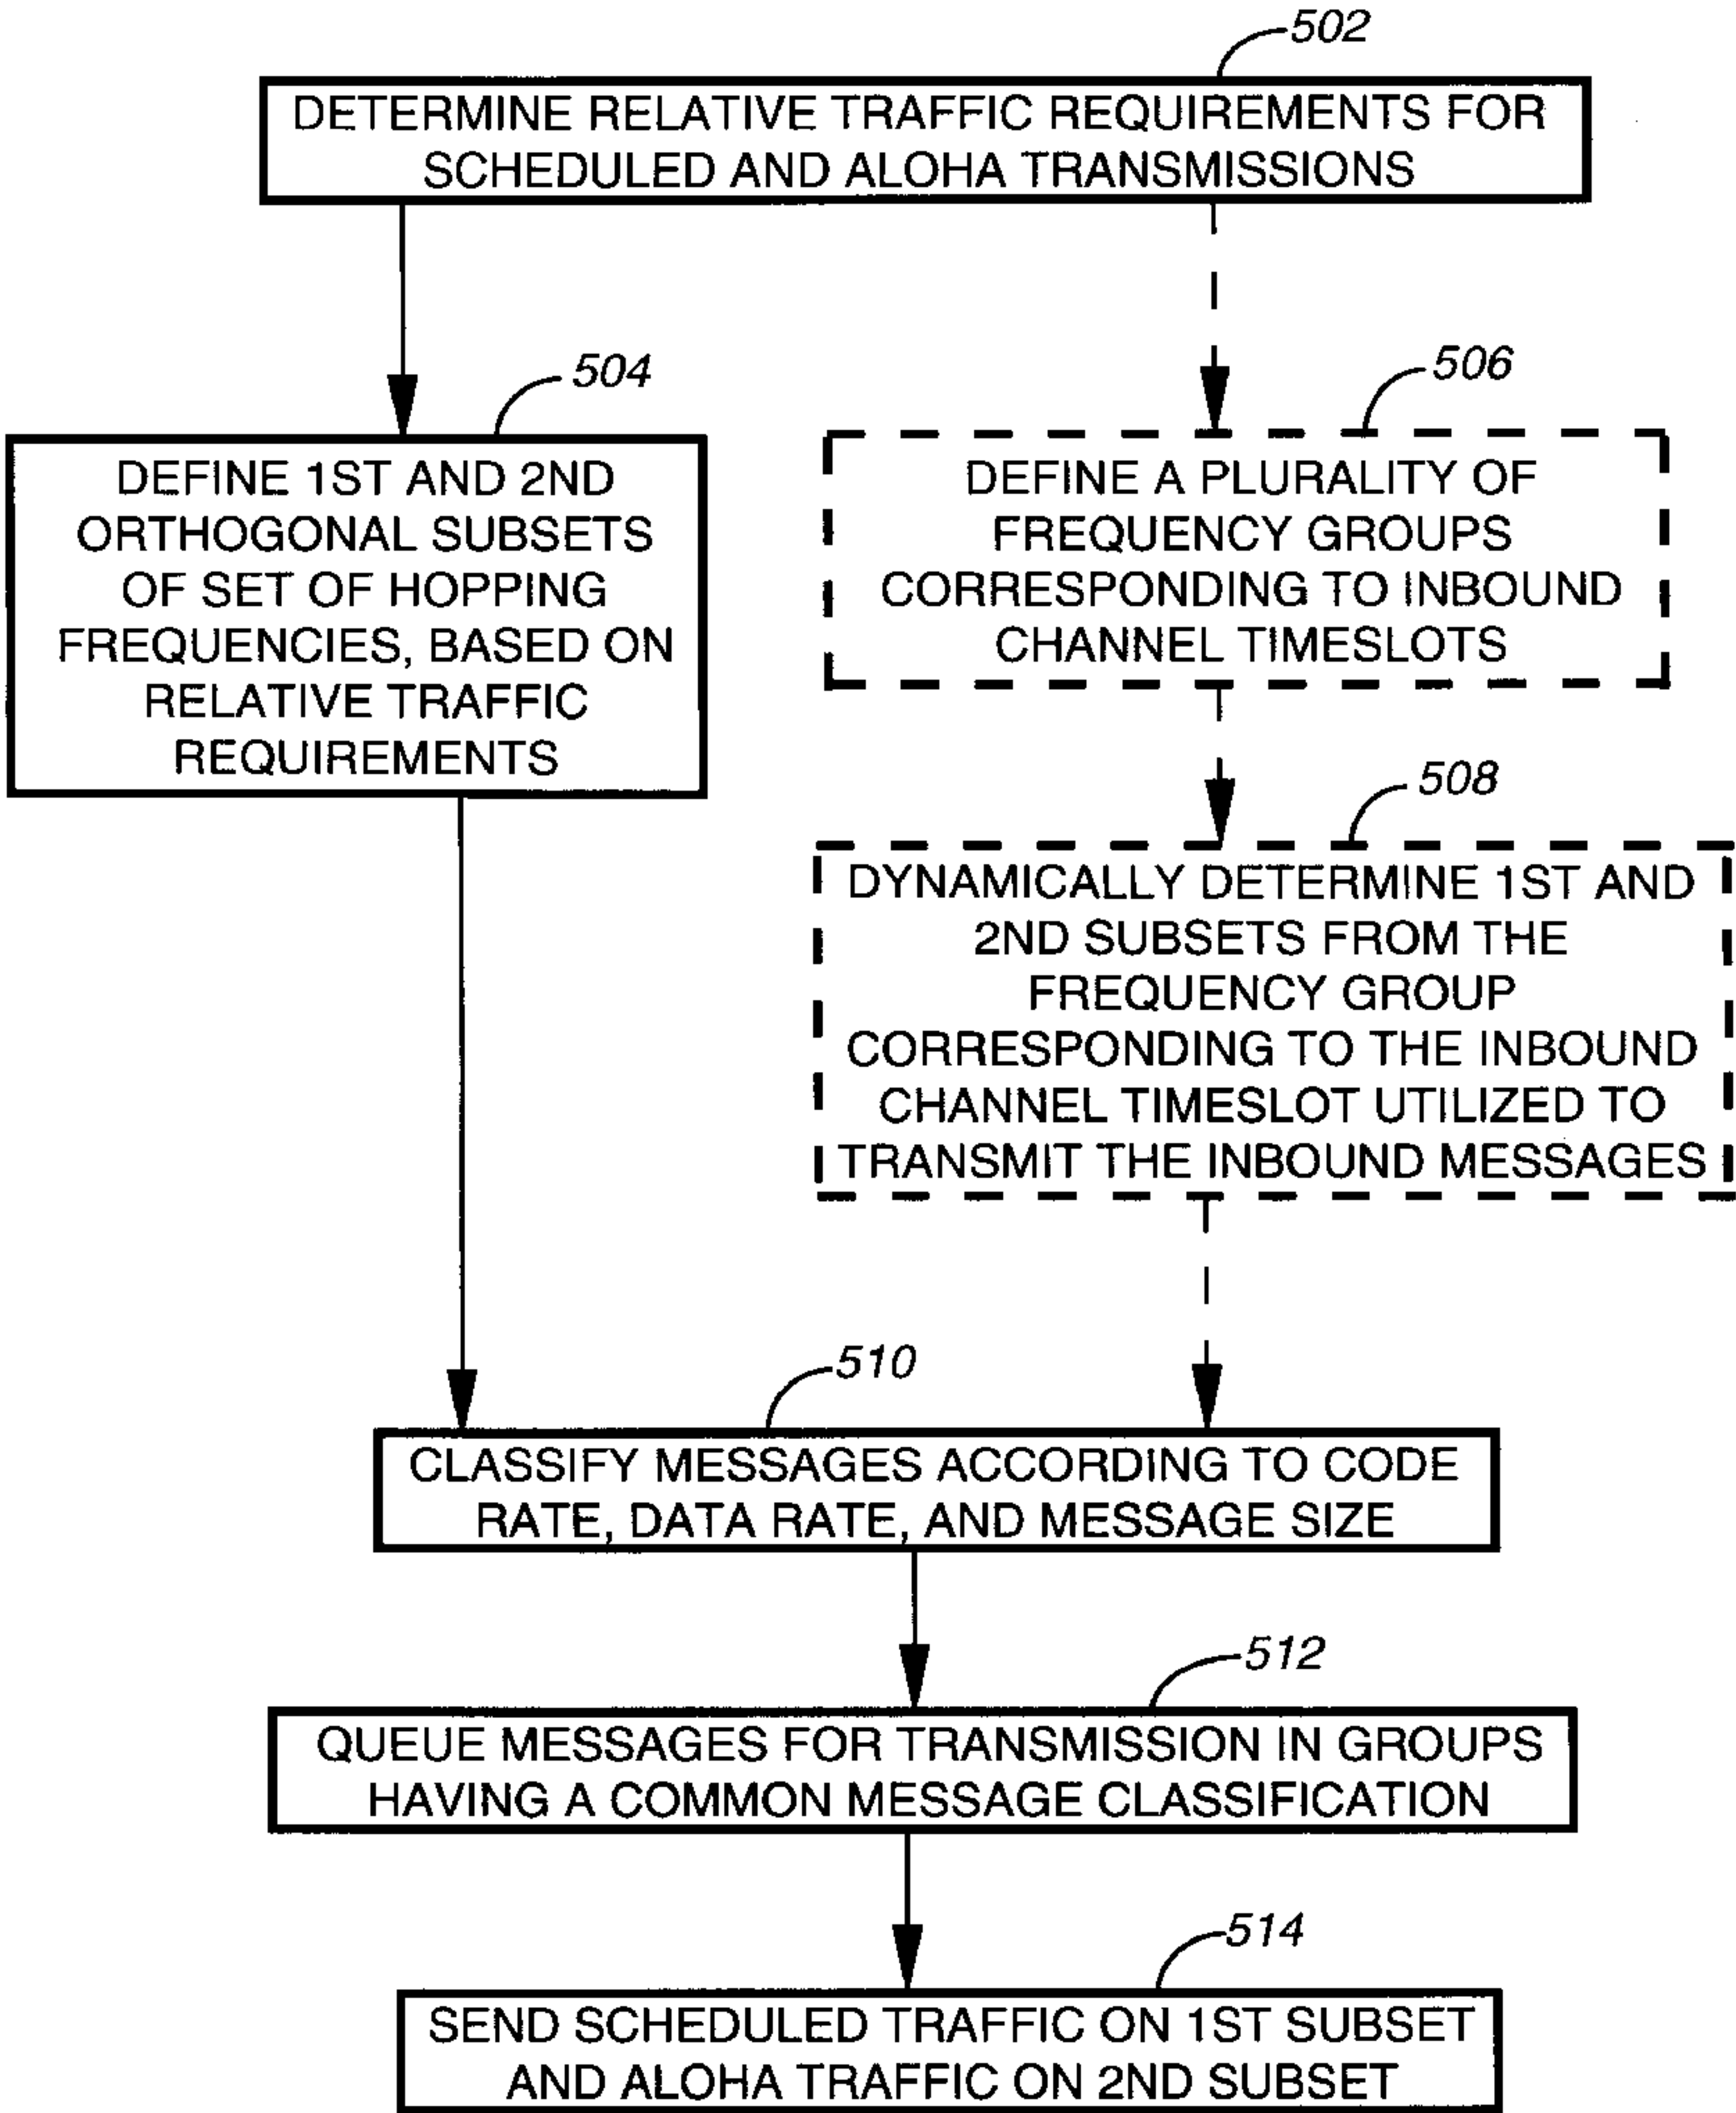 502
DETERMINE RELATIVE TRAFFIC REQUIREMENTS FOR
SCHEDULED AND ALOHA TRANSMISSIONS
504
DEFINE 1ST AND 2ND
ORTHOGONAL SUBSETS
OF SET OF HOPPING
FREQUENCIES, BASED ON
RELATIVE TRAFFIC
REQUIREMENTS
506
DEFINE A PLURALITY OF
FREQUENCY GROUPS
CORRESPONDING TO INBOUND
CHANNEL TIMESLOTS
508
DYNAMICALLY DETERMINE 1ST AND
2ND SUBSETS FROM THE
FREQUENCY GROUP
CORRESPONDING TO THE INBOUND
CHANNEL TIMESLOT UTILIZED TO
TRANSMIT THE INBOUND MESSAGES
510
CLASSIFY MESSAGES ACCORDING TO CODE
RATE, DATA RATE, AND MESSAGE SIZE
512
QUEUE MESSAGES FOR TRANSMISSION IN GROUPS
HAVING A COMMON MESSAGE CLASSIFICATION
514
SEND SCHEDULED TRAFFIC ON 1ST SUBSET
AND ALOHA TRAFFIC ON 2ND SUBSET